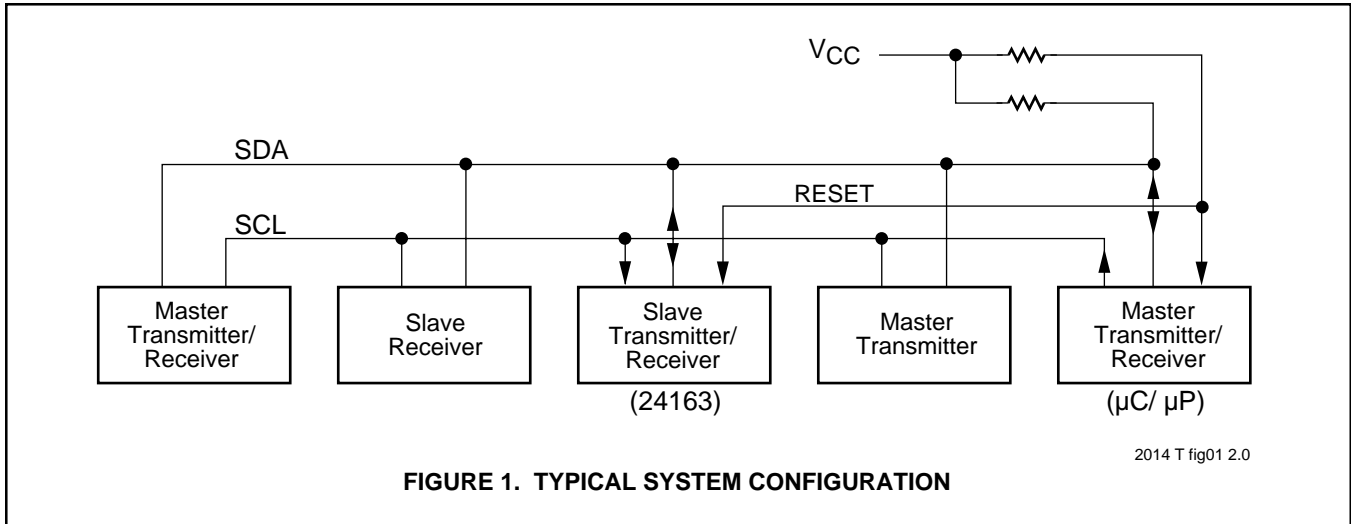 VCC
SDA
RESET
SCL
Master
Transmitter/
Receiver
Slave
Receiver
Slave
Transmitter/
Receiver
Master
Transmitter
Master
Transmitter/
Receiver
(24163)
(µC/ µP)
2014 T fig01 2.0
FIGURE 1. TYPICAL SYSTEM CONFIGURATION